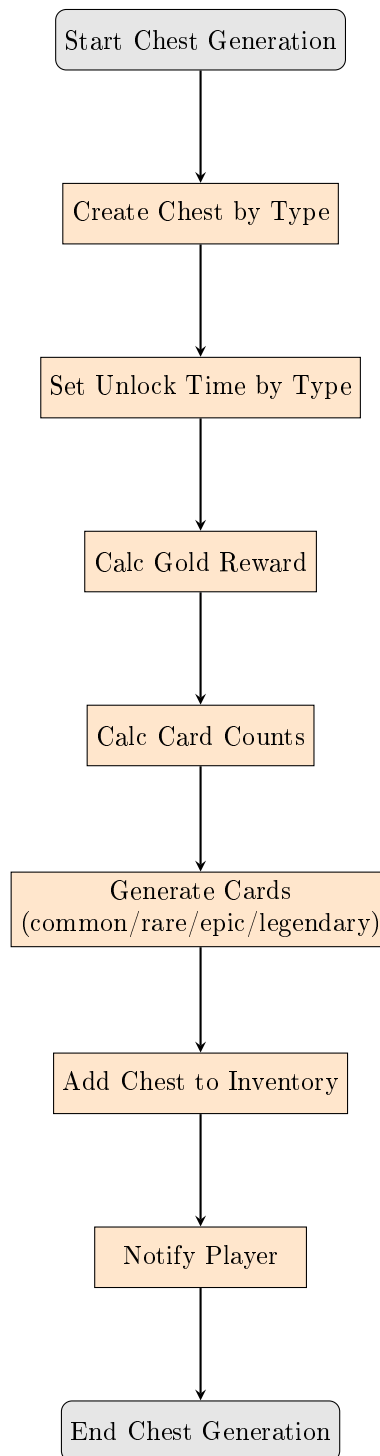 Start Chest Generation
Create Chest by Type
Set Unlock Time by Type
Calc Gold Reward
Calc Card Counts
Generate Cards
(common/rare/epic/legendary)
Add Chest to Inventory
Notify Player
End Chest Generation